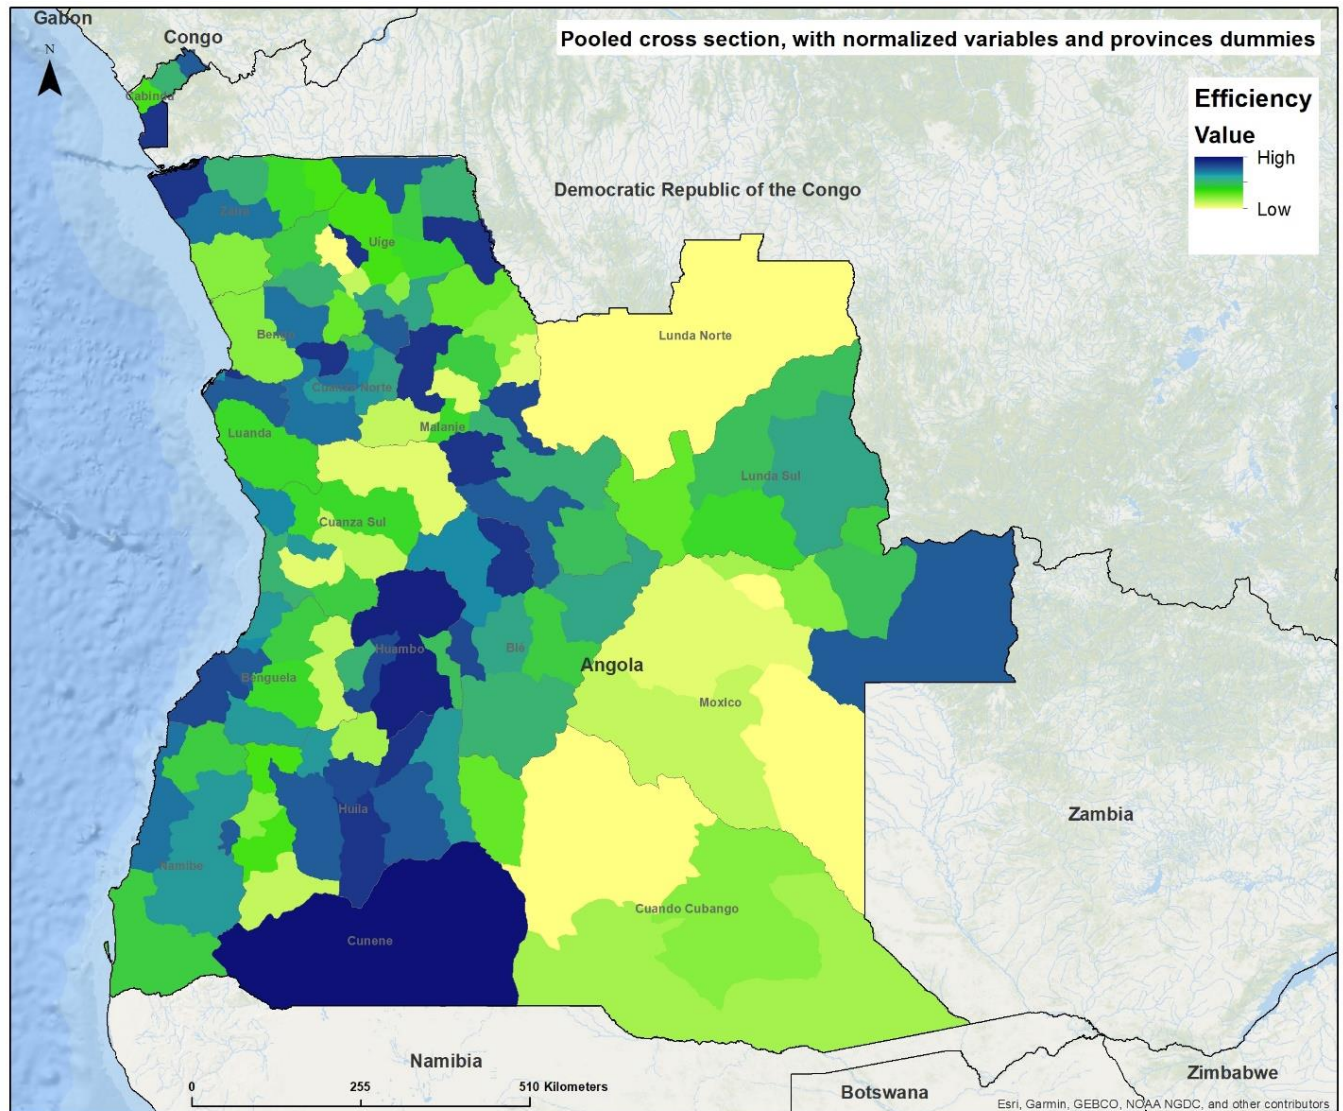 Gabon
Congo
N
Pooled cross section, with normalized variables and provinces dummies
Efficiency
Value
High
Low
Cabinda
Democratic Republic of the Congo
Zaire
Uíge
Lunda Norte
Bengo
Cuanza Norte
Luanda
Malanje
Lunda Sul
Cuanza Sul
Huambo
Bié
Angola
Benguela
Moxico
Huíla
Zambia
Namibe
Cuando Cubango
Cunene
Namibia
Botswana
Zimbabwe
0 255 510 Kilometers
Esri, Garmin, GEBCO, NOAA NGDC, and other contributors